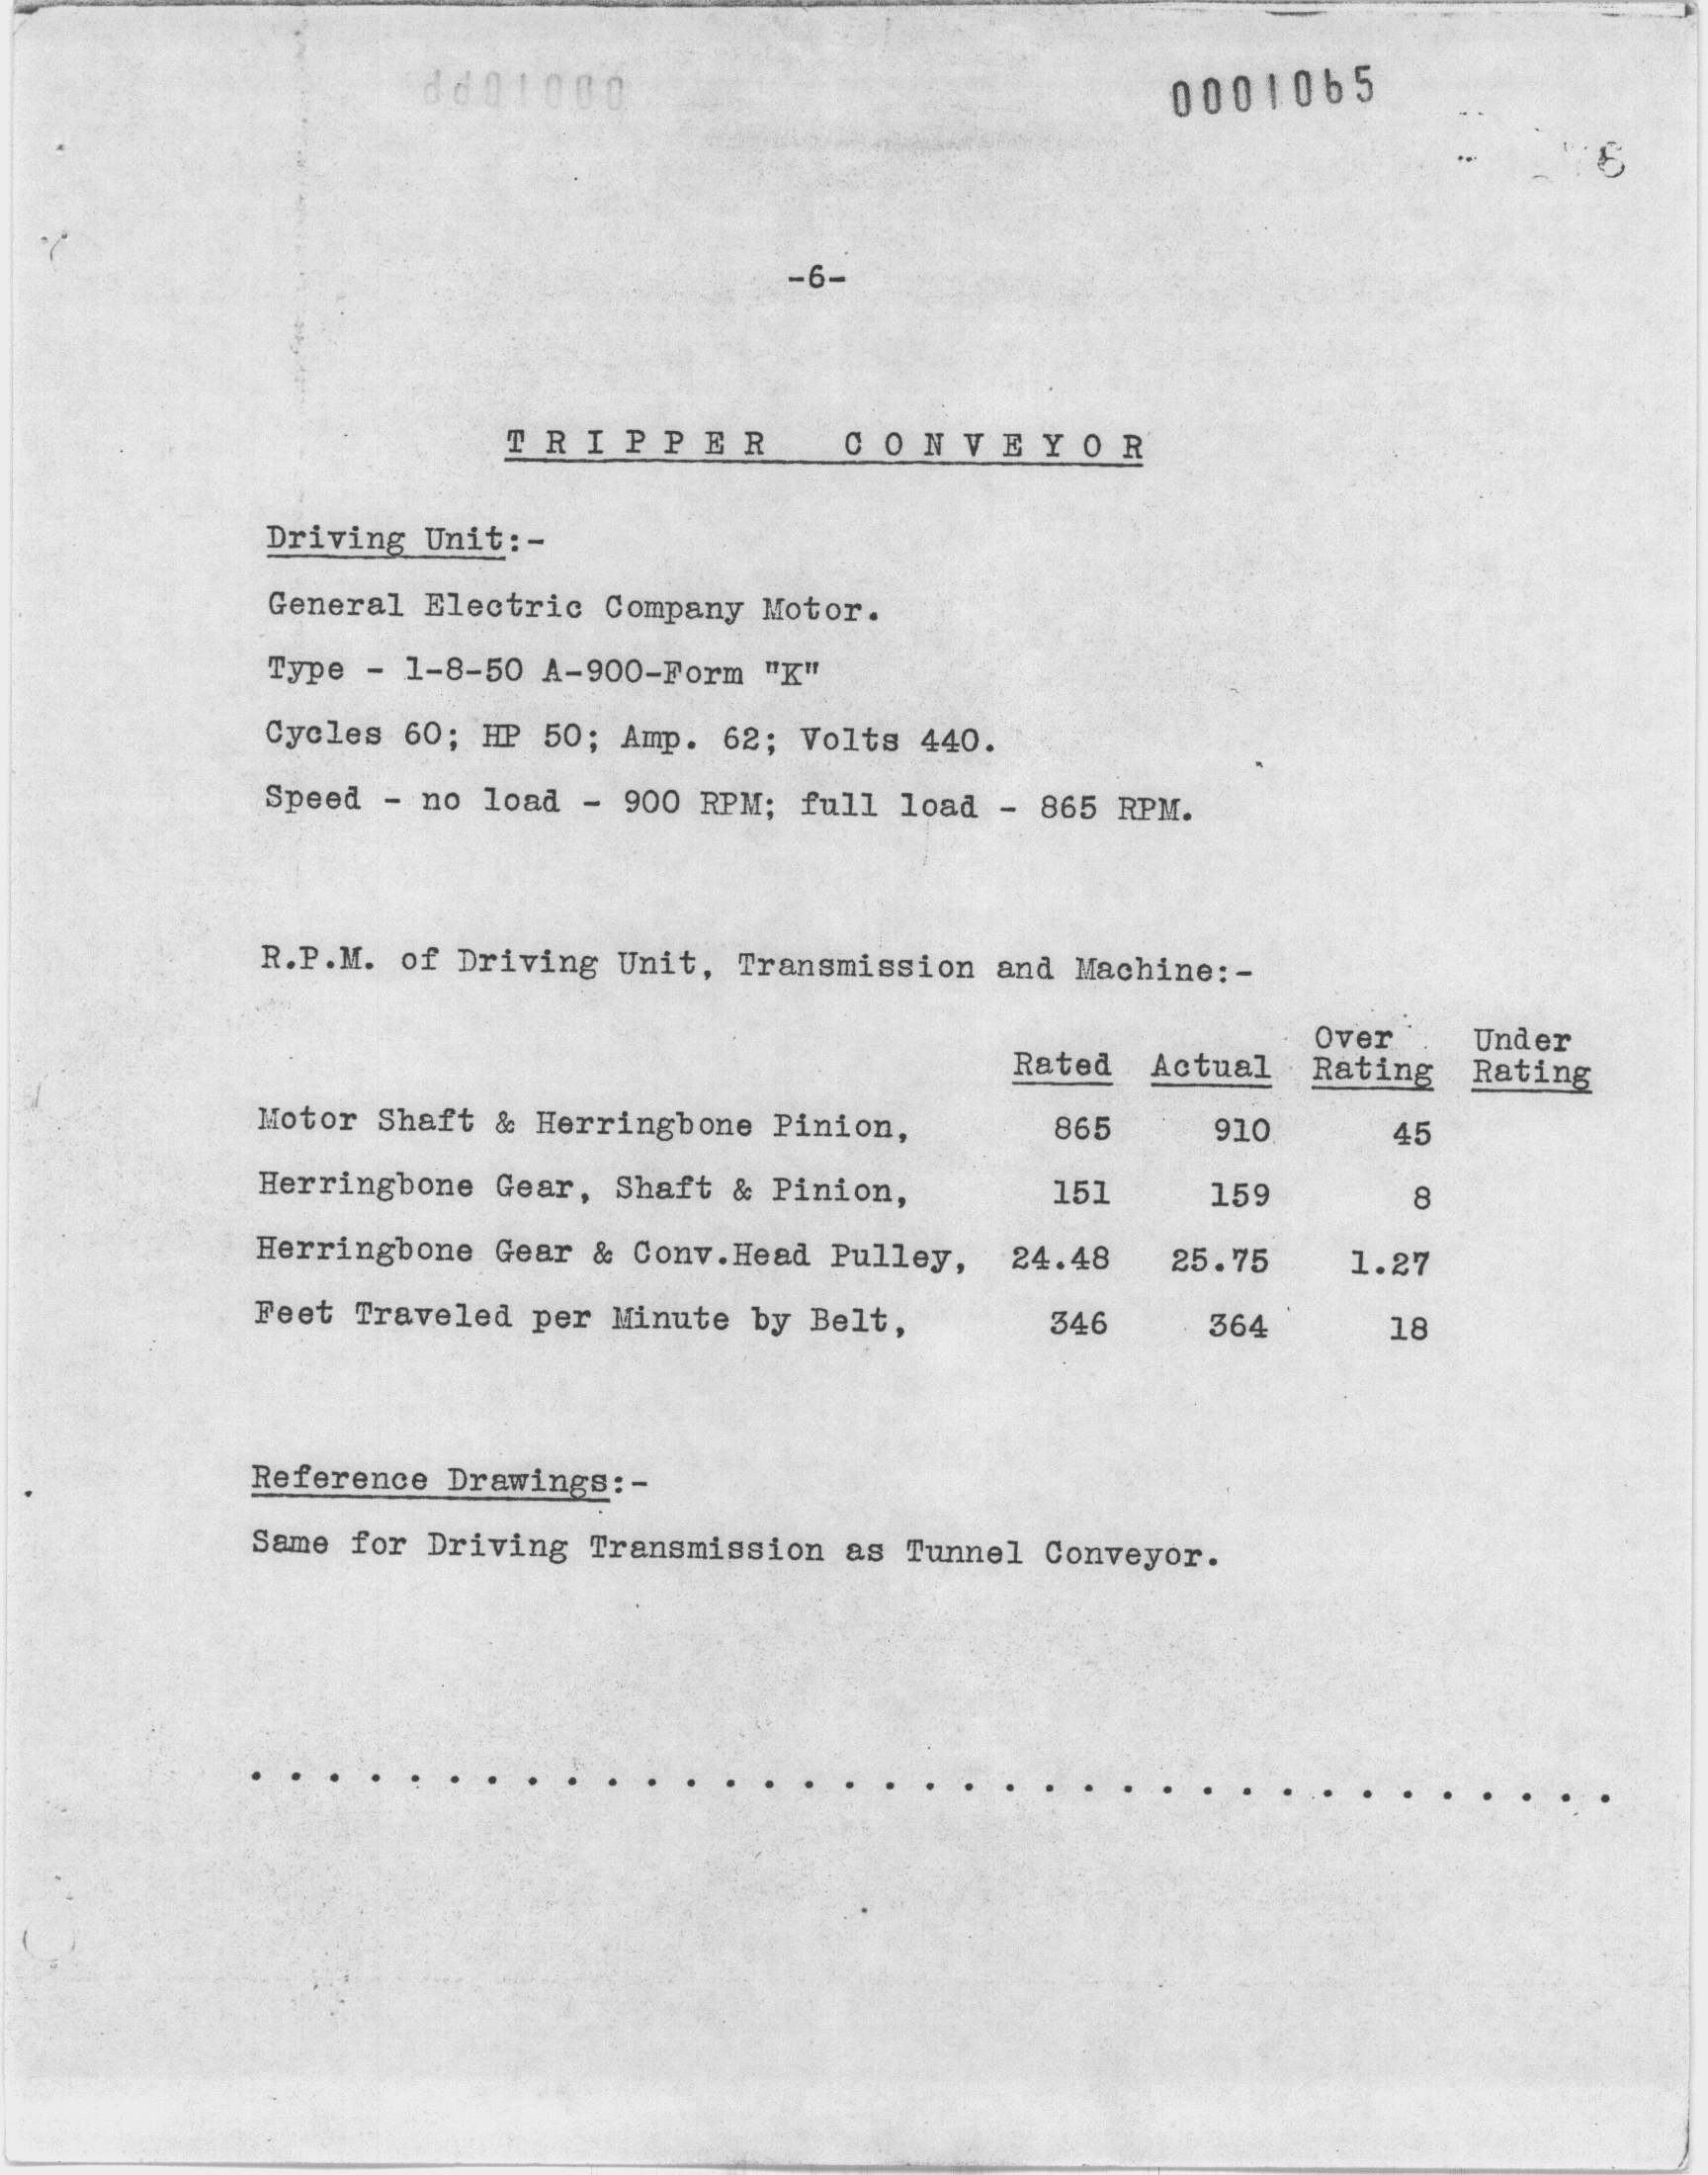 0001065
-6-
TRIPPER CONVEYOR
Driving Unit:-
General Electric Company Motor.
Type - 1-8-50 A-900-Form "K"
Cycles 60; HP 50; Amp. 62; Volts 440.
Speed - no load - 900 RPM; full load - 865 RPM.
R.P.M. of Driving Unit, Transmission and Machine:-
Over Under
Rated Actual Rating Rating
Motor Shaft & Herringbone Pinion, 865 910 45
Herringbone Gear, Shaft & Pinion, 151 159 8
Herringbone Gear & Conv.Head Pulley, 24.48 25.75 1.27
Feet Traveled per Minute by Belt, 346 364 18
Reference Drawings:-
Same for Driving Transmission as Tunnel Conveyor.
. . . . . . . . . . . . . . . . . . . . . . . . . . . . . . . . . . .